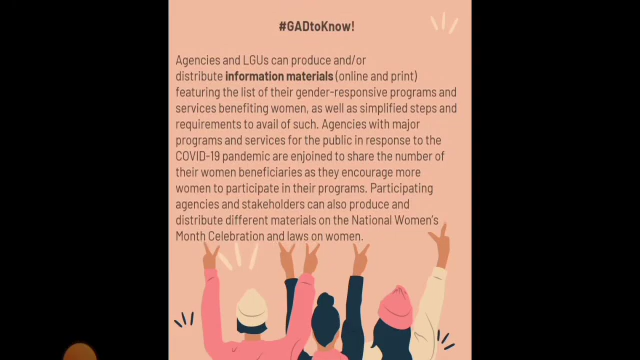 #GADtoKnow!
Agencies and LGUs can produce and/or
distribute information materials (online and print)
featuring the list of their gender-responsive programs and
services benefiting women, as well as simplified steps and
requirements to avail of such. Agencies with major
programs and services for the public in response to the
COVID-19 pandemic are enjoined to share the number of
their women beneficiaries as they encourage more
women to participate in their programs. Participating
agencies and stakeholders can also produce and
distribute different materials on the National Women's
Month Celebration and laws on women.